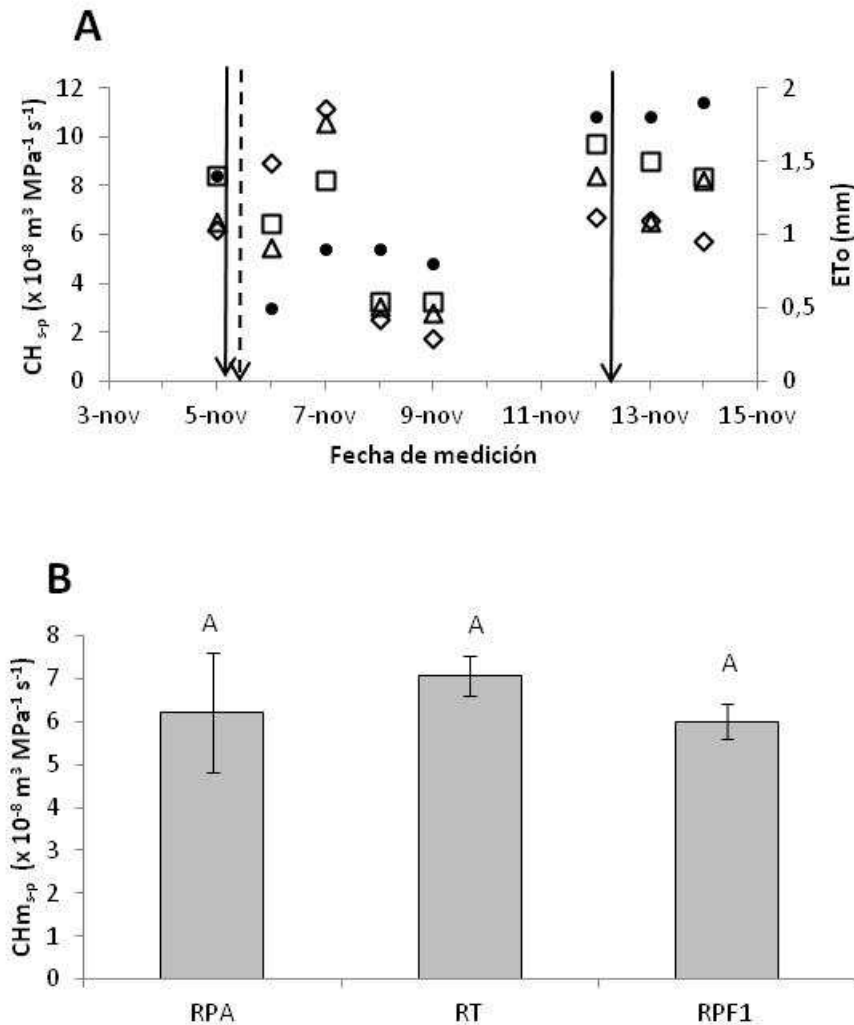 A
CH s-p (x 10⁻⁸ m³ MPa⁻¹ s⁻¹)
12
10
8
6
4
2
0
2
1,5
1
0,5
0
ETo (mm)
3-nov 5-nov 7-nov 9-nov 11-nov 13-nov 15-nov
Fecha de medición
B
CHm s-p (x 10⁻⁸ m³ MPa⁻¹ s⁻¹)
8
7
6
5
4
3
2
1
0
A A A
RPA RT RPF1